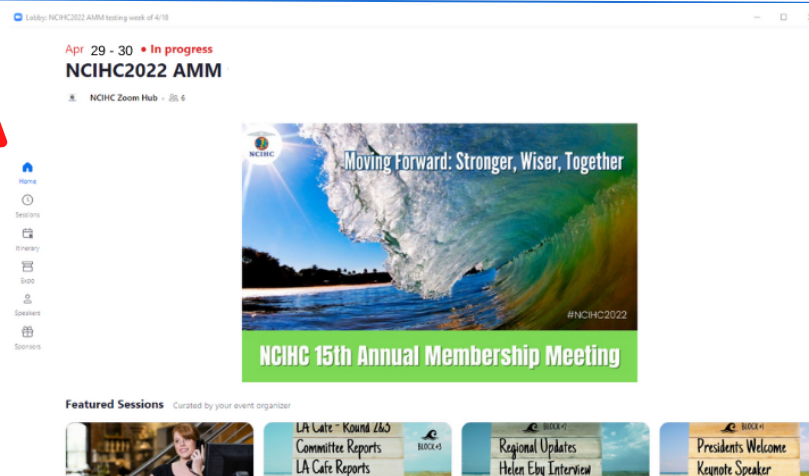 Lobby: NCIHC2022 AMM testing week of 4/18
Apr 29 - 30 • In progress
NCIHC2022 AMM
NCIHC Zoom Hub • 6
Home
Sessions
Itinerary
Expo
Speakers
Sponsors
NCIHC
Moving Forward: Stronger, Wiser, Together
#NCIHC2022
NCIHC 15th Annual Membership Meeting
Featured Sessions Curated by your event organizer
LA Cafe - Round 2&3
Committee Reports
LA Cafe Reports
BLOCK #3
BLOCK #2
Regional Updates
Helen Eby Interview
BLOCK #1
Presidents Welcome
Keynote Speaker